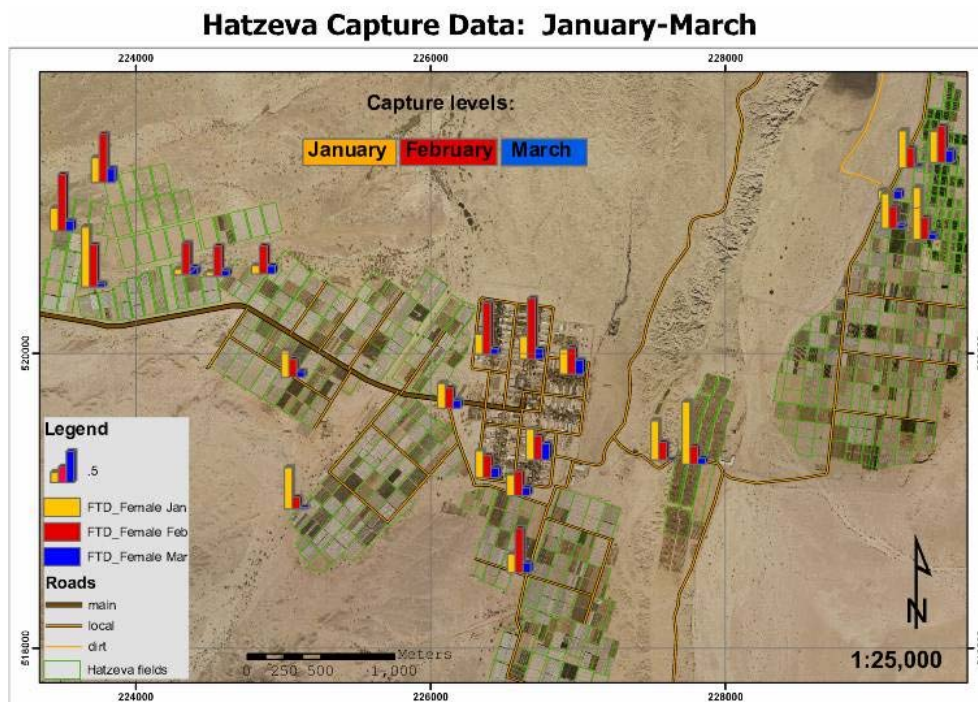 Hatzeva Capture Data: January-March
224000 226000 228000
Capture levels:
January February March
520000
Legend
.5
FTD_Female Jan
FTD_Female Feb
FTD_Female Mar
Roads
main
local
dirt
Hatzeva fields
518000
Meters
0 250 500 1,000
N
1:25,000
224000 226000 228000